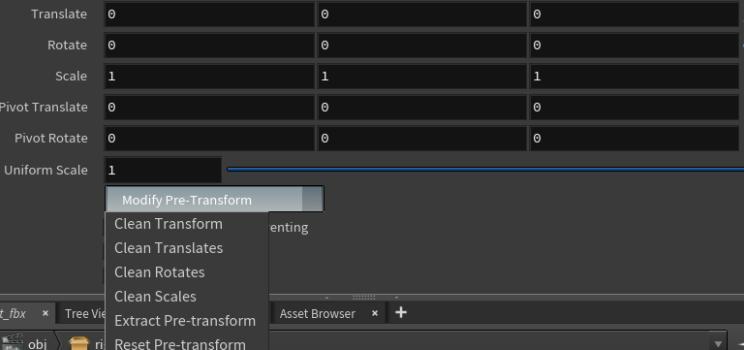 Translate 0 0 0
Rotate 0 0 0
Scale 1 1 1
Pivot Translate 0 0 0
Pivot Rotate 0 0 0
Uniform Scale 1
Modify Pre-Transform
Clean Transform enting
Clean Translates
Clean Rotates
Clean Scales
t_fbx × Tree Vie Asset Browser × +
Extract Pre-transform
obj ri
Reset Pre-transform